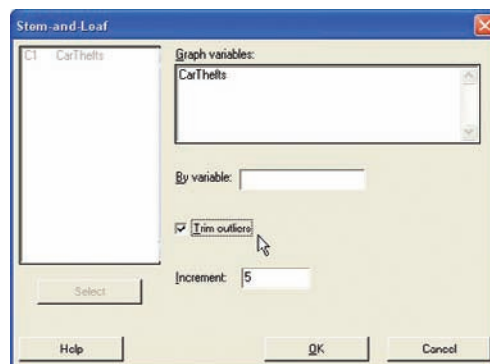 Stem-and-Leaf
C1 CarThefts
Graph variables:
CarThefts
By variable:
Trim outliers
Increment: 5
Select
Help
OK
Cancel